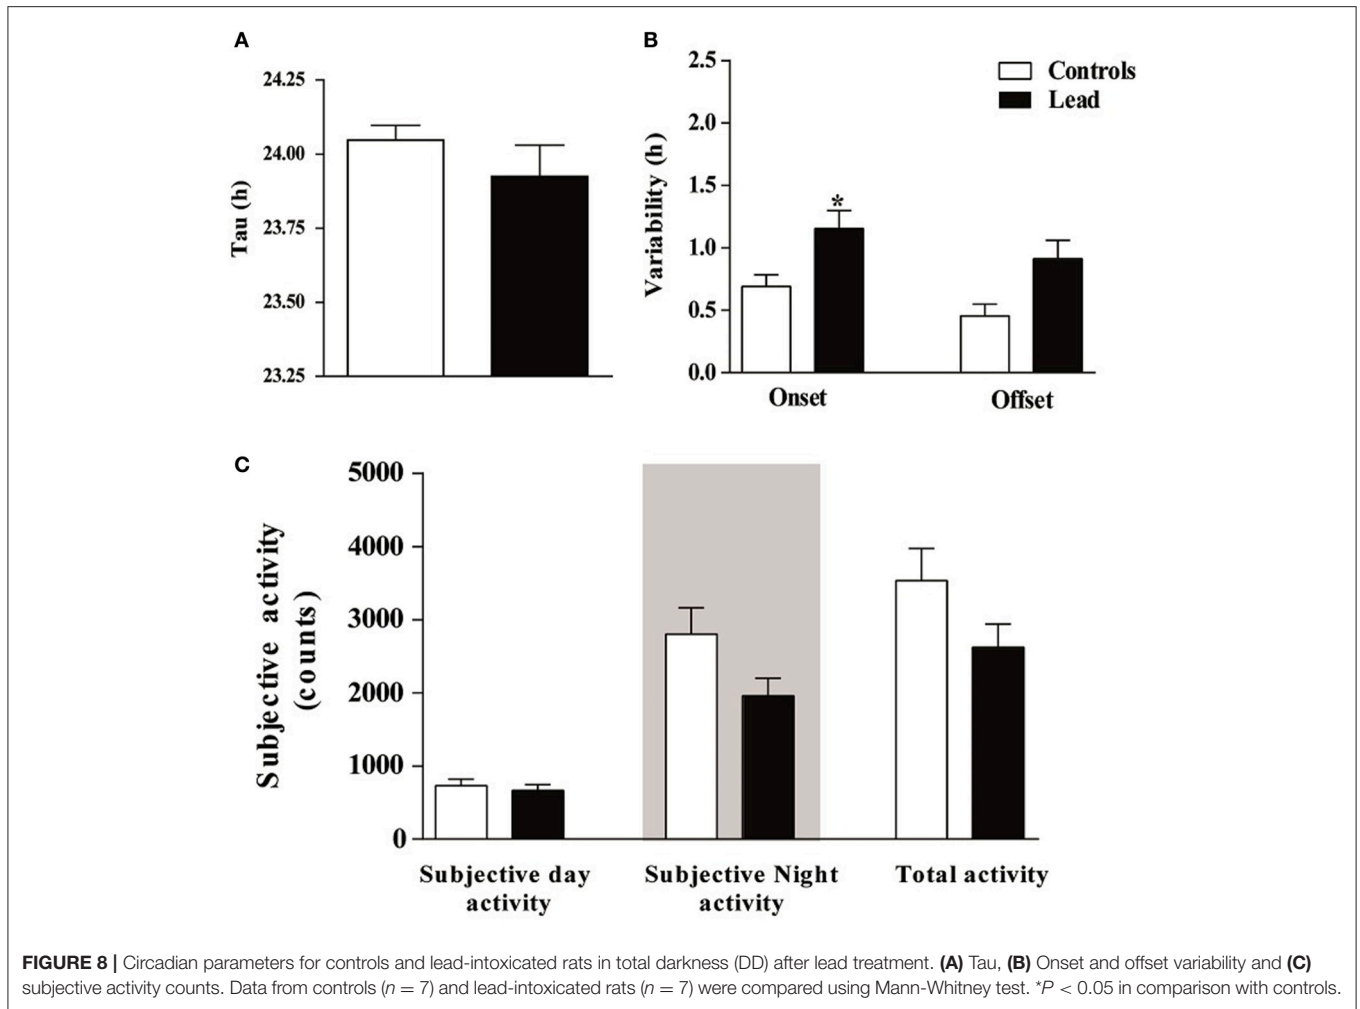 A
24.25
24.00
23.75
23.50
23.25
Tau (h)
B
2.5
2.0
1.5
1.0
0.5
0.0
Variability (h)
Controls
Lead
*
Onset Offset
C
5000
4000
3000
2000
1000
0
Subjective activity
(counts)
Subjective day
activity
Subjective Night
activity
Total activity
FIGURE 8 | Circadian parameters for controls and lead-intoxicated rats in total darkness (DD) after lead treatment. (A) Tau, (B) Onset and offset variability and (C)
subjective activity counts. Data from controls (n = 7) and lead-intoxicated rats (n = 7) were compared using Mann-Whitney test. *P < 0.05 in comparison with controls.